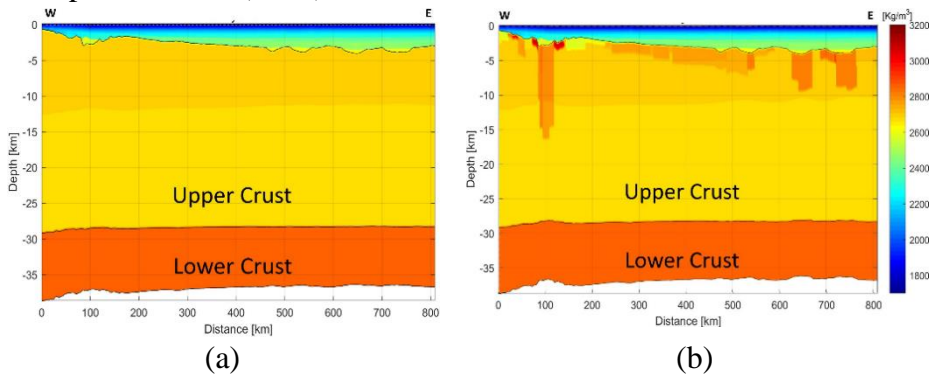 W E
W E
[Kg/m³]
0
-5
-10
-15
-20
-25
-30
-35
Depth [km]
Upper Crust
Lower Crust
0 100 200 300 400 500 600 700 800
Distance [km]
(a)
0
-5
-10
-15
-20
-25
-30
-35
Depth [km]
Upper Crust
Lower Crust
0 100 200 300 400 500 600 700 800
Distance [km]
(b)
3200
3000
2800
2600
2400
2200
2000
1800